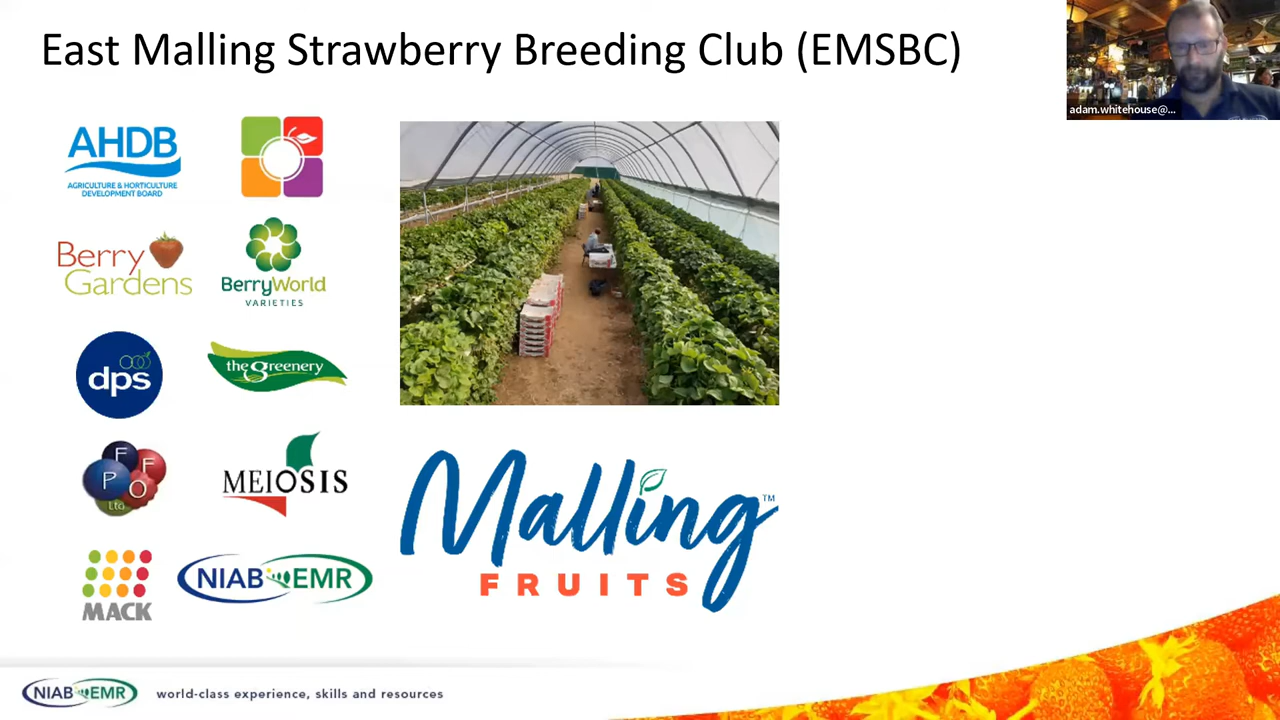 East Malling Strawberry Breeding Club (EMSBC)
adam.whitehouse@...
AHDB
AGRICULTURE & HORTICULTURE
DEVELOPMENT BOARD
Berry
Gardens
BerryWorld
VARIETIES
dps
the Greenery
F
P F
O
Ltd
MEIOSIS
MACK
NIAB EMR
Malling™
FRUITS
NIAB EMR
world-class experience, skills and resources